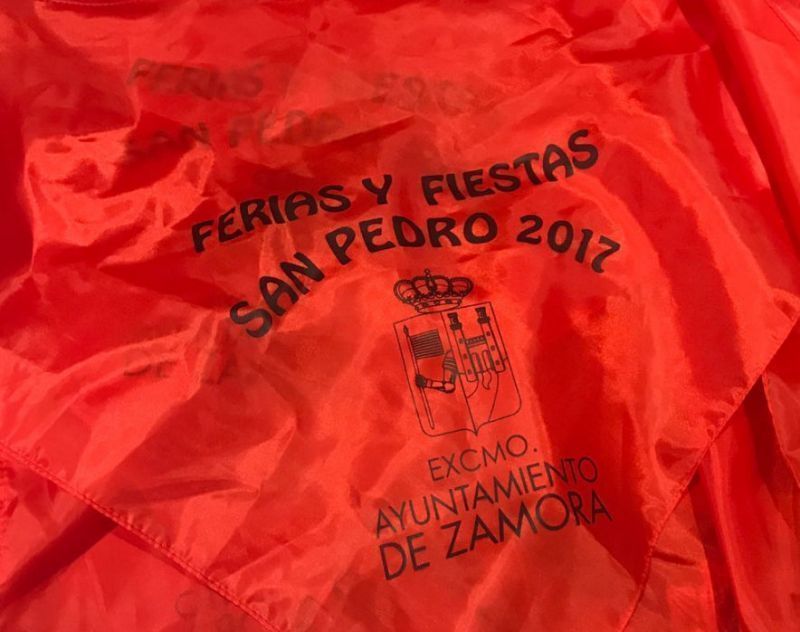 FERIAS Y FIESTAS
SAN PEDRO 2017
EXCMO.
AYUNTAMIENTO
DE ZAMORA